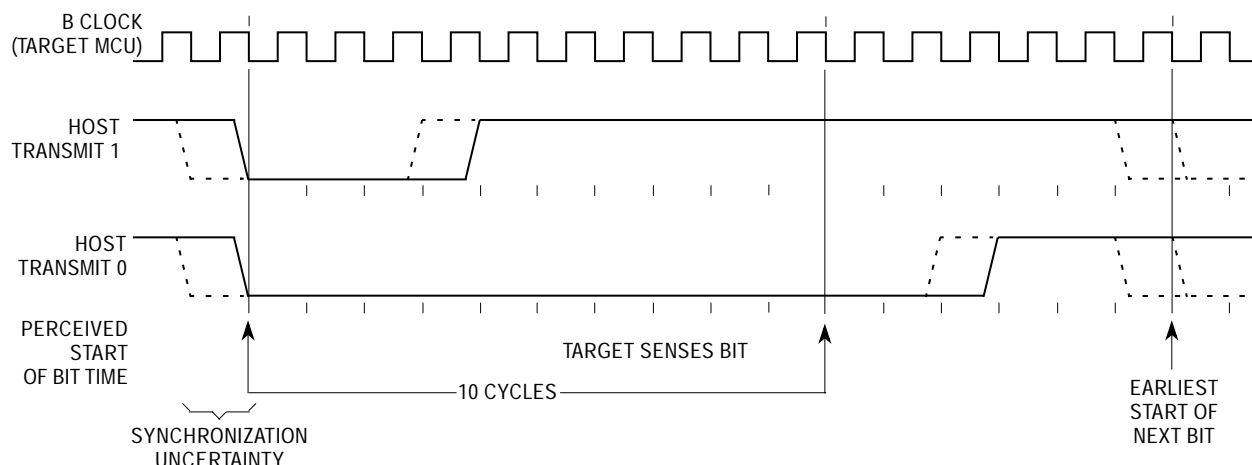 B CLOCK
(TARGET MCU)
HOST
TRANSMIT 1
HOST
TRANSMIT 0
PERCEIVED
START
OF BIT TIME
TARGET SENSES BIT
10 CYCLES
EARLIEST
START OF
NEXT BIT
SYNCHRONIZATION
UNCERTAINTY